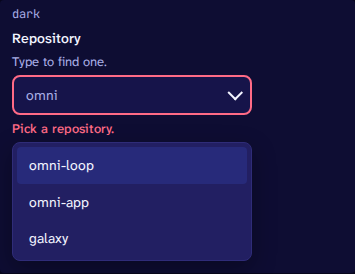 dark
Repository
Type to find one.
omni
Pick a repository.
omni-loop
omni-app
galaxy